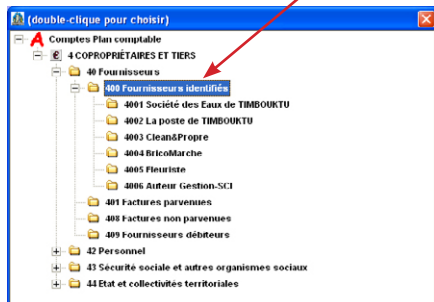 (double-clique pour choisir)
Comptes Plan comptable
4 COPROPRIÉTAIRES ET TIERS
40 Fournisseurs
400 Fournisseurs identifiés
4001 Société des Eaux de TIMBOUKTU
4002 La poste de TIMBOUKTU
4003 Clean&Propre
4004 BricoMarche
4005 Fleuriste
4006 Auteur Gestion-SCI
401 Factures parvenues
408 Factures non parvenues
409 Fournisseurs débiteurs
42 Personnel
43 Sécurité sociale et autres organismes sociaux
44 Etat et collectivités territoriales